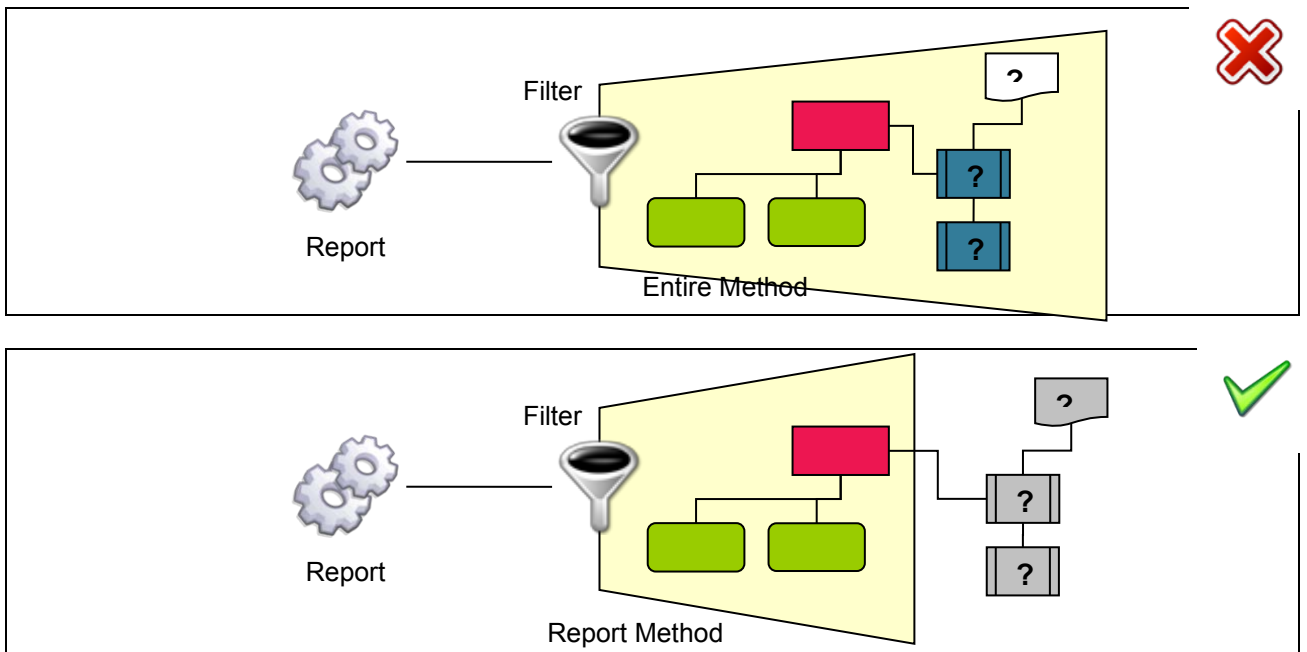 Filter
?
?
?
Report
Entire Method
Filter
?
?
?
Report
Report Method